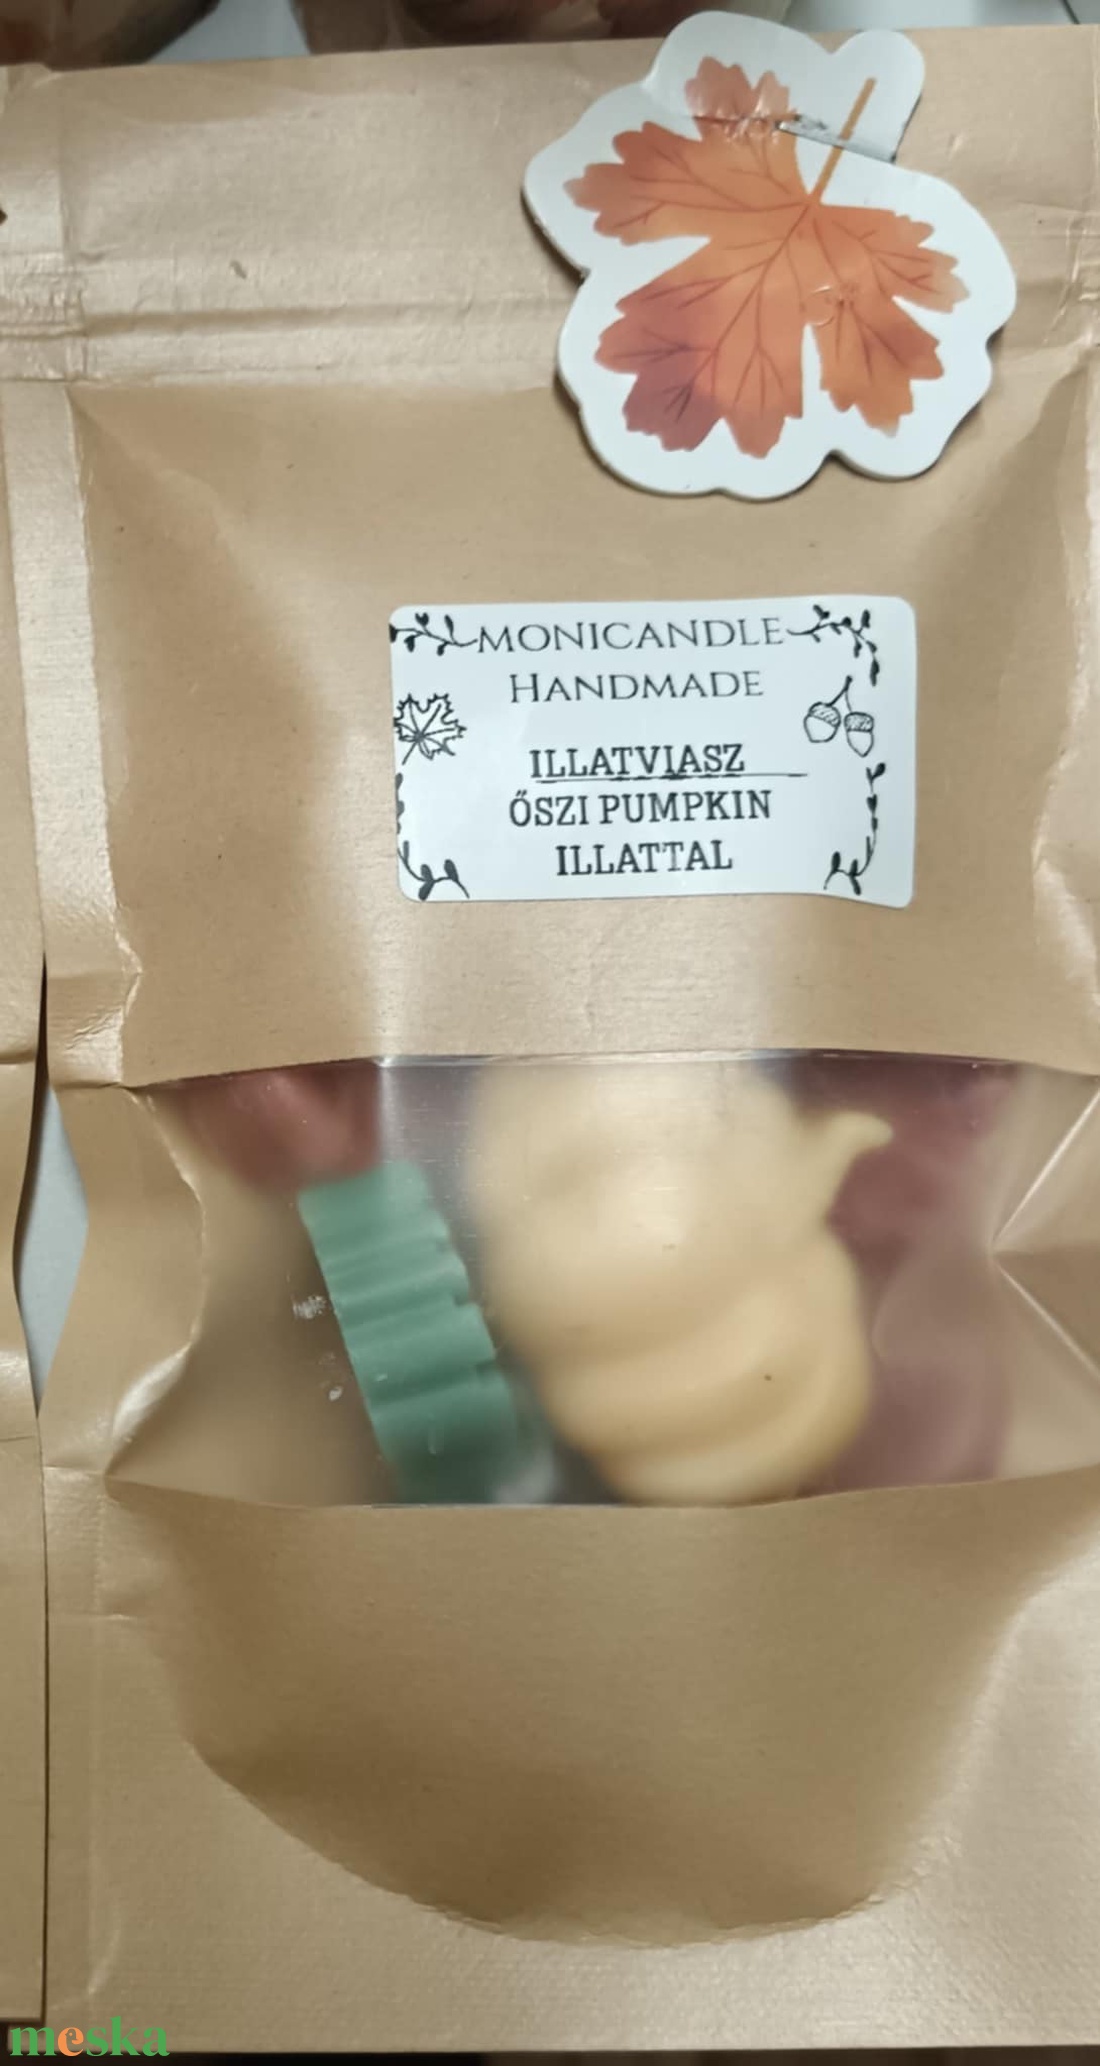 MONICANDLE
HANDMADE
ILLATVIASZ
ŐSZI PUMPKIN
ILLATTAL
meska